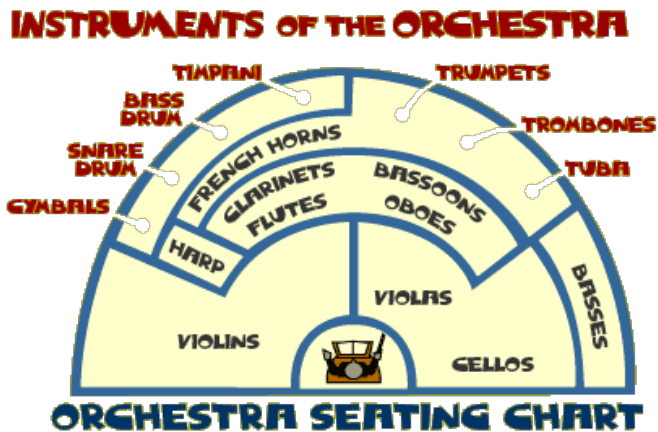 INSTRUMENTS OF THE ORCHESTRA
TIMPANI
TRUMPETS
BASS
DRUM
TROMBONES
SNARE
DRUM
TUBA
CYMBALS
FRENCH HORNS
CLARINETS
FLUTES
BASSOONS
OBOES
HARP
VIOLINS
VIOLAS
CELLOS
BASSES
ORCHESTRA SEATING CHART